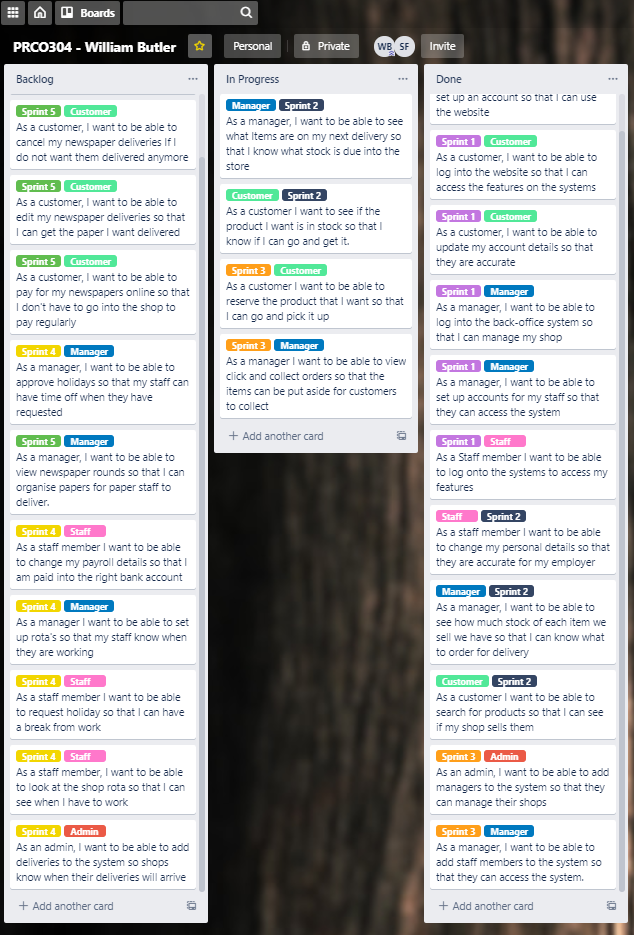 Boards
PRCO304 - William Butler
Personal
Private
WB
SF
Invite
Backlog
Sprint 5 Customer
As a customer, I want to be able to
cancel my newspaper deliveries If I
do not want them delivered anymore
Sprint 5 Customer
As a customer, I want to be able to
edit my newspaper deliveries so that
I can get the paper I want delivered
Sprint 5 Customer
As a customer, I want to be able to
pay for my newspapers online so that
I don't have to go into the shop to
pay regularly
Sprint 4 Manager
As a manager, I want to be able to
approve holidays so that my staff can
have time off when they have
requested
Sprint 5 Manager
As a manager, I want to be able to
view newspaper rounds so that I can
organise papers for paper staff to
deliver.
Sprint 4 Staff
As a staff member I want to be able
to change my payroll details so that I
am paid into the right bank account
Sprint 4 Manager
As a manager I want to be able to set
up rota's so that my staff know when
they are working
Sprint 4 Staff
As a staff member I want to be able
to request holiday so that I can have
a break from work
Sprint 4 Staff
As a staff member, I want to be able
to look at the shop rota so that I can
see when I have to work
Sprint 4 Admin
As an admin, I want to be able to add
deliveries to the system so shops
know when their deliveries will arrive
+ Add another card
In Progress
Manager Sprint 2
As a manager, I want to be able to see
what Items are on my next delivery so
that I know what stock is due into the
store
Customer Sprint 2
As a customer I want to see if the
product I want is in stock so that I
know if I can go and get it.
Sprint 3 Customer
As a customer I want to be able to
reserve the product that I want so that
I can go and pick it up
Sprint 3 Manager
As a manager I want to be able to view
click and collect orders so that the
items can be put aside for customers
to collect
+ Add another card
Done
set up an account so that I can use
the website
Sprint 1 Customer
As a customer, I want to be able to
log into the website so that I can
access the features on the systems
Sprint 1 Customer
As a customer, I want to be able to
update my account details so that
they are accurate
Sprint 1 Manager
As a manager, I want to be able to
log into the back-office system so
that I can manage my shop
Sprint 1 Manager
As a manager, I want to be able to
set up accounts for my staff so that
they can access the system
Sprint 1 Staff
As a Staff member I want to be able
to log onto the systems to access my
features
Staff Sprint 2
As a staff member I want to be able
to change my personal details so that
they are accurate for my employer
Manager Sprint 2
As a manager, I want to be able to
see how much stock of each item we
sell we have so that I can know what
to order for delivery
Customer Sprint 2
As a customer I want to be able to
search for products so that I can see
if my shop sells them
Sprint 3 Admin
As an admin, I want to be able to add
managers to the system so that they
can manage their shops
Sprint 3 Manager
As a manager, I want to be able to
add staff members to the system so
that they can access the system.
+ Add another card